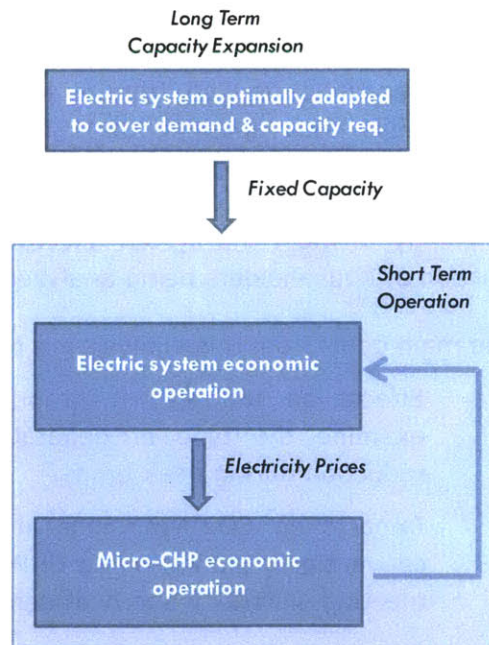 Long Term
Capacity Expansion
Electric system optimally adapted
to cover demand & capacity req.
Fixed Capacity
Short Term
Operation
Electric system economic
operation
Electricity Prices
Micro-CHP economic
operation